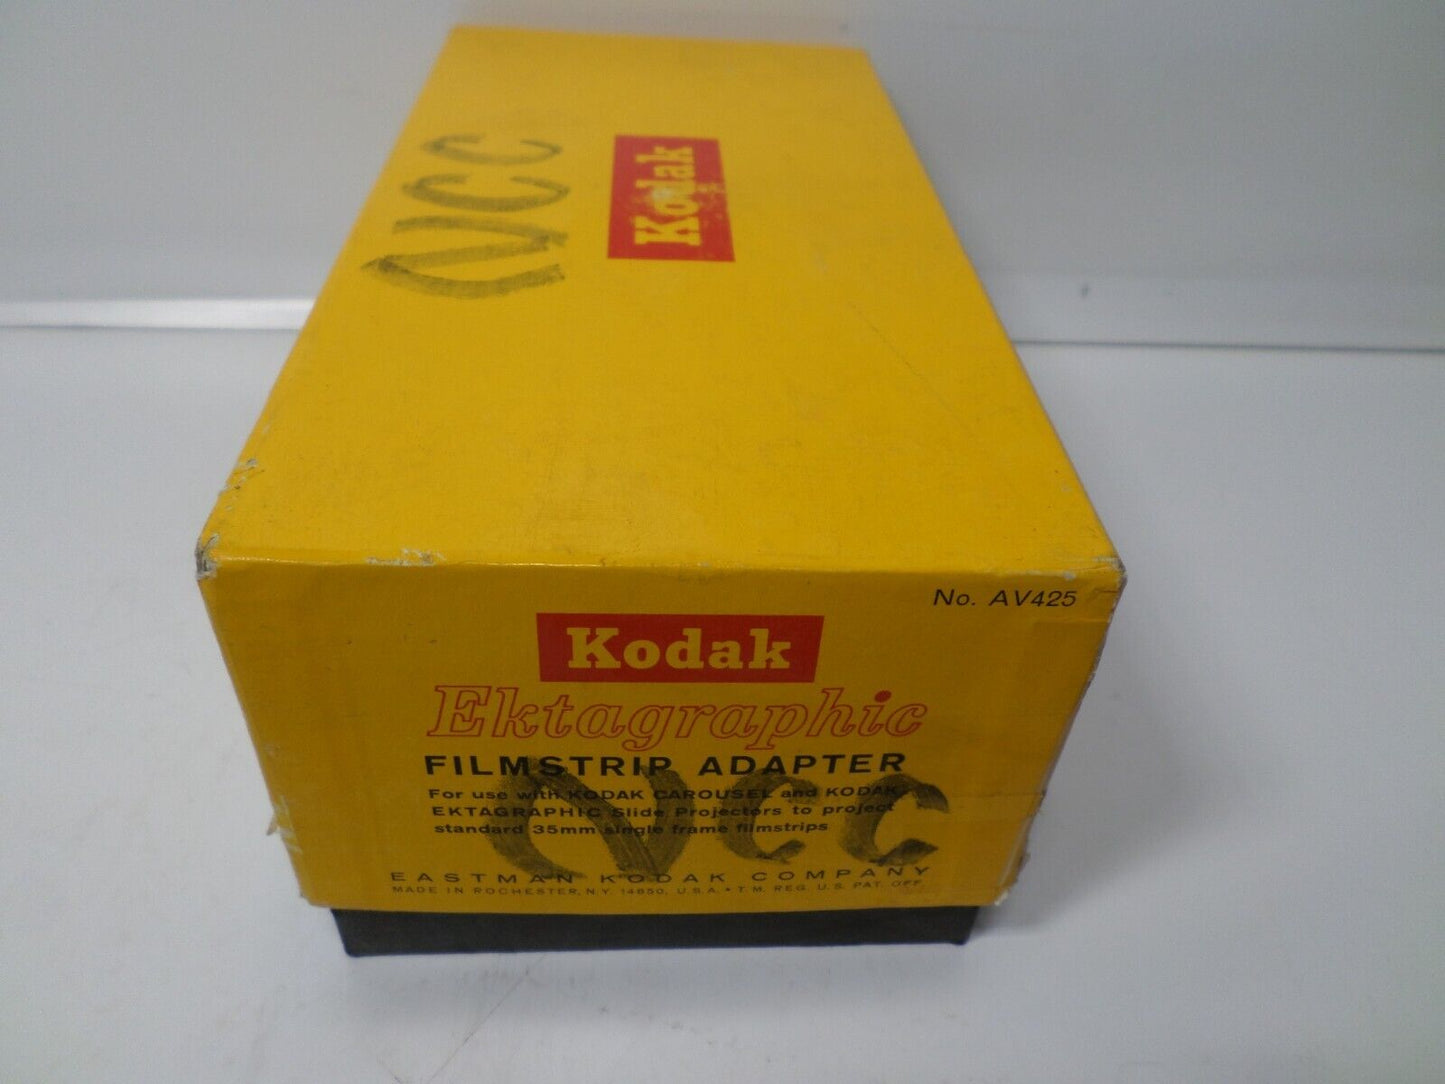 NCC
Kodak
No. AV425
Kodak
Ektagraphic
FILMSTRIP ADAPTER
For use with KODAK CAROUSEL and KODAK
EKTAGRAPHIC Slide Projectors to project
standard 35mm single frame filmstrips
NCC
EASTMAN KODAK COMPANY
MADE IN ROCHESTER, N.Y. 14650, U.S.A. • T.M. REG. U.S. PAT. OFF.